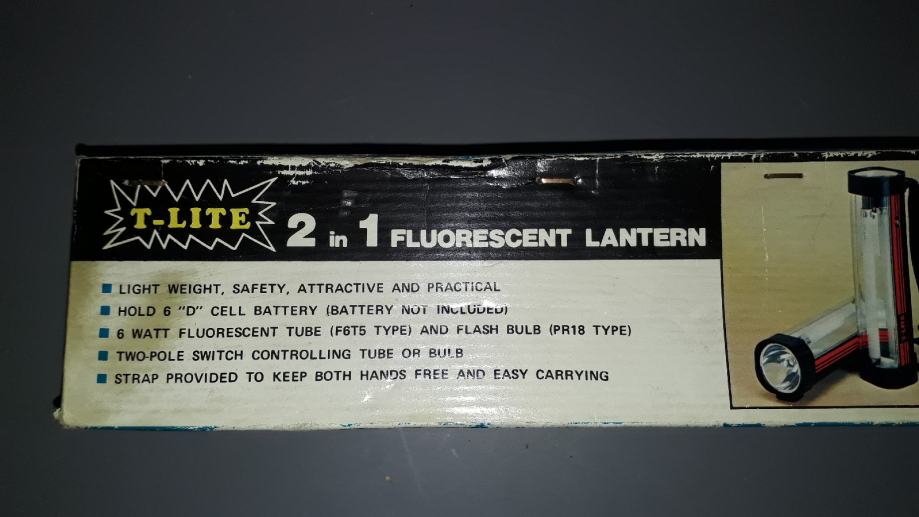 T-LITE 2 in 1 FLUORESCENT LANTERN
LIGHT WEIGHT, SAFETY, ATTRACTIVE AND PRACTICAL
HOLD 6 "D" CELL BATTERY (BATTERY NOT INCLUDED)
6 WATT FLUORESCENT TUBE (F6T5 TYPE) AND FLASH BULB (PR18 TYPE)
TWO-POLE SWITCH CONTROLLING TUBE OR BULB
STRAP PROVIDED TO KEEP BOTH HANDS FREE AND EASY CARRYING
T-LITE